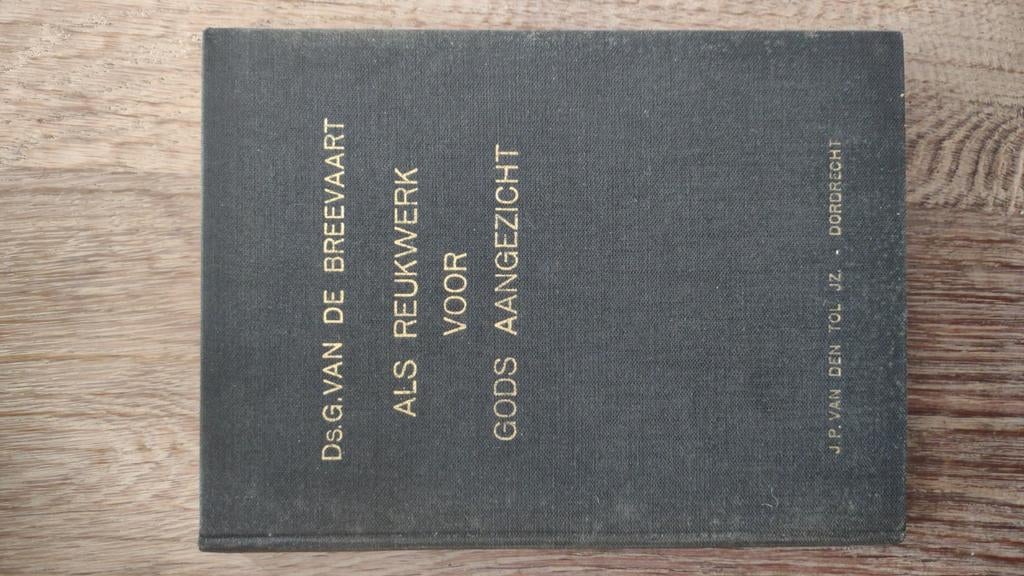 Ds.G.VAN DE BREEVAART
ALS REUKWERK
VOOR
GODS AANGEZICHT
J.P. VAN DEN TOL JZ. - DORDRECHT